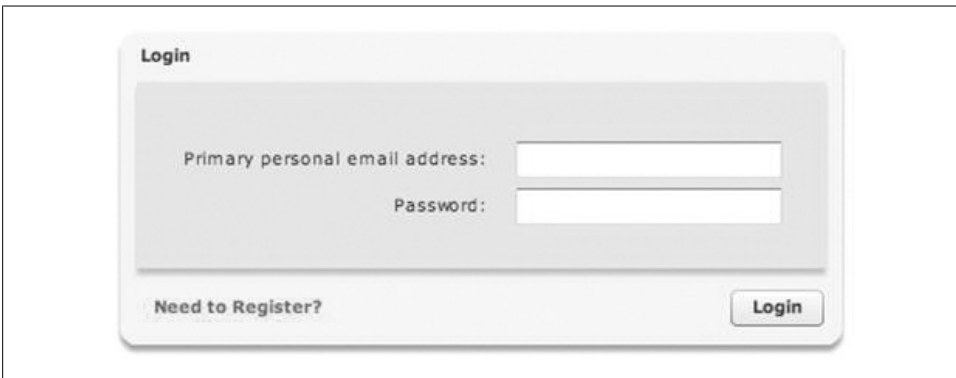 Login
Primary personal email address:
Password:
Need to Register?
Login